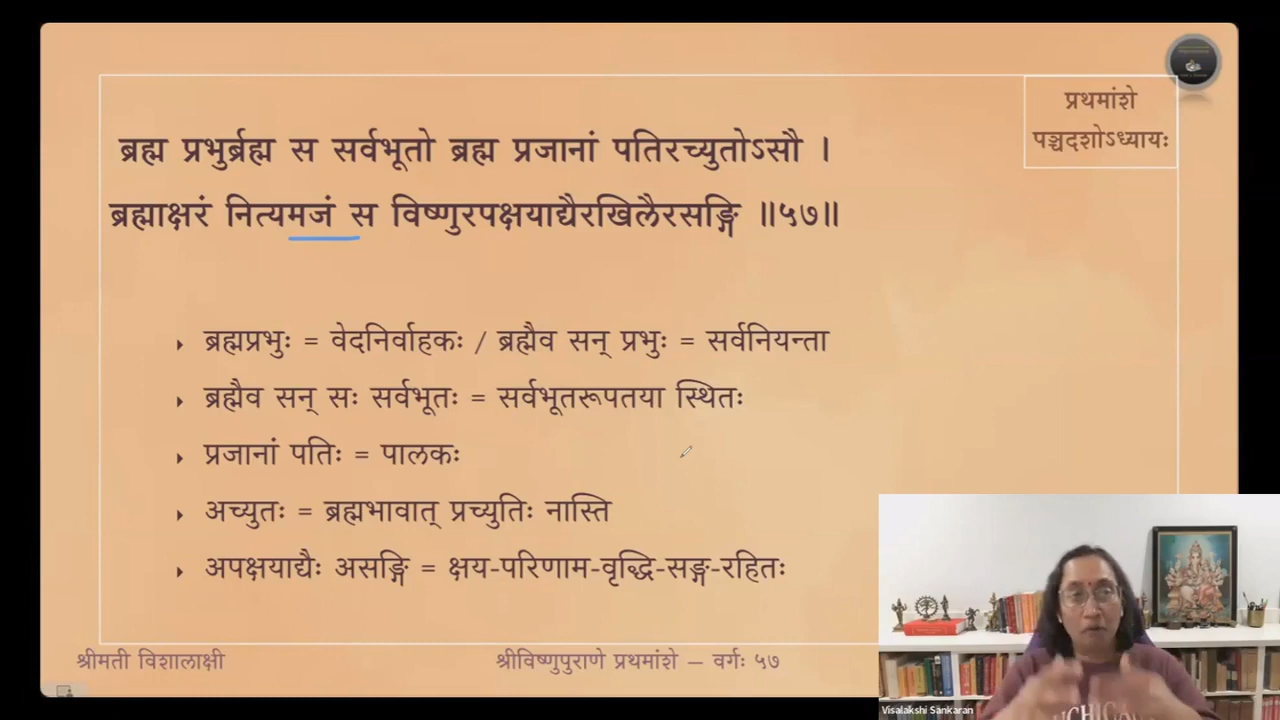 प्रथमांशे
पञ्चदशोऽध्यायः
ब्रह्म प्रभुर्ब्रह्म स सर्वभूतो ब्रह्म प्रजानां पतिरच्युतोऽसौ ।
ब्रह्माक्षरं नित्यमजं स विष्णुरपक्षयाद्यैरखिलैरसङ्गि ॥५७॥
ब्रह्मप्रभुः = वेदनिर्वाहकः / ब्रह्मैव सन् प्रभुः = सर्वनियन्ता
ब्रह्मैव सन् सः सर्वभूतः = सर्वभूतरूपतया स्थितः
प्रजानां पतिः = पालकः
अच्युतः = ब्रह्मभावात् प्रच्युतिः नास्ति
अपक्षयाद्यैः असङ्गि = क्षय-परिणाम-वृद्धि-सङ्ग-रहितः
श्रीमती विशालाक्षी
श्रीविष्णुपुराणे प्रथमांशे – वर्गः ५७
Visalakshi Sankaran